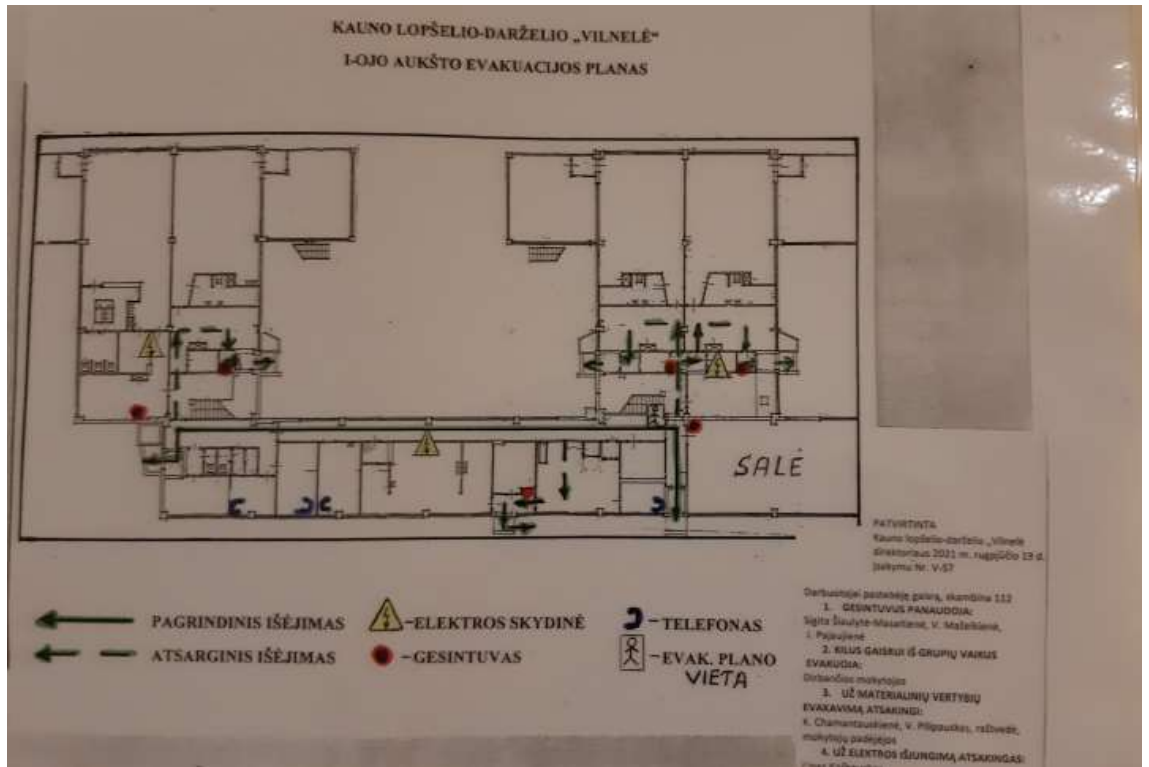 KAUNO LOPŠELIO-DARŽELIO „VILNELĖ“
I-OJO AUKŠTO EVAKUACIJOS PLANAS
SALĖ
PATVIRTINTA
Kauno lopšelio-darželio „Vilnelė
direktoriaus 2021 m. rugpjūčio 19 d.
įsakymu Nr. V-57
Darbuotojai pastebėję gaisrą, skambina 112
1. GESINTUVUS PANAUDOJA:
Sigita Šiaulytė-Masaitienė, V. Mažeikienė,
I. Pajaujienė
2. KILUS GAISRUI IŠ GRUPIŲ VAIKUS
EVAKUOJA:
Dirbančios mokytojos
3. UŽ MATERIALINIŲ VERTYBIŲ
EVAKAVIMĄ ATSAKINGI:
K. Chamantauskienė, V. Pilipauskas, raštvedė,
mokytojų padėjėjos
4. UŽ ELEKTROS IŠJUNGIMĄ ATSAKINGAS:
PAGRINDINIS IŠĖJIMAS
ATSARGINIS IŠĖJIMAS
-ELEKTROS SKYDINĖ
-GESINTUVAS
-TELEFONAS
-EVAK. PLANO
VIETA